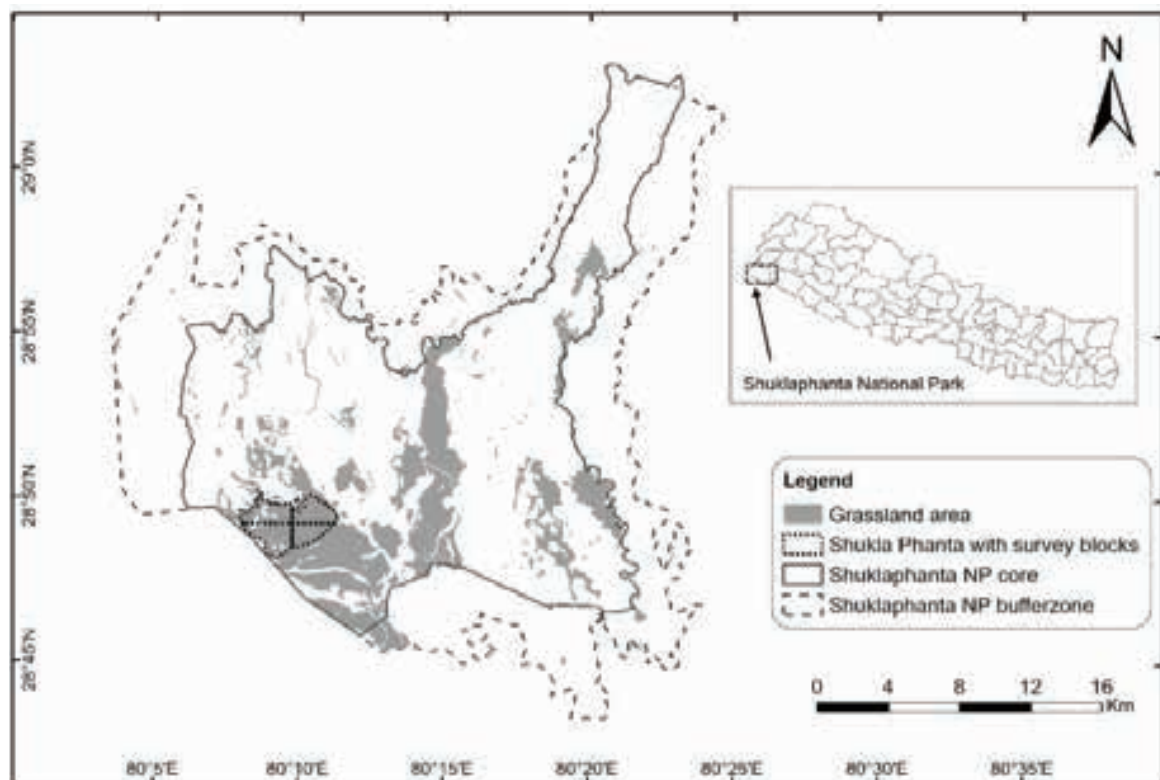 N
29°0'N
28°55'N
28°50'N
28°45'N
Shuklaphanta National Park
Legend
Grassland area
Shukla Phanta with survey blocks
Shuklaphanta NP core
Shuklaphanta NP bufferzone
0 4 8 12 16
Km
80°5'E 80°10'E 80°15'E 80°20'E 80°25'E 80°30'E 80°35'E